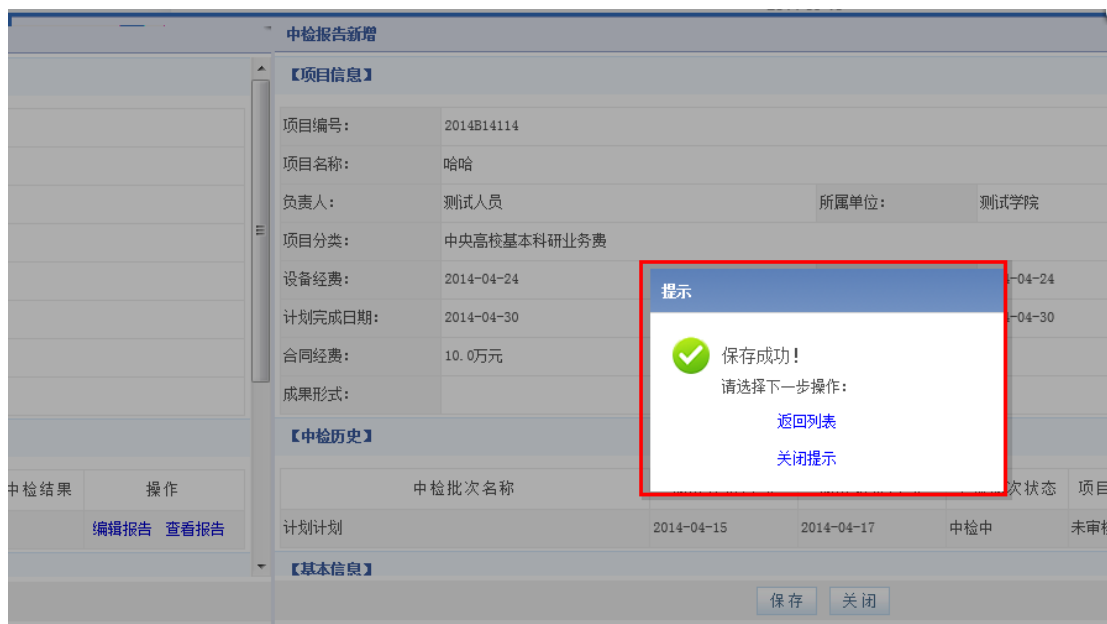 中检报告新增
【项目信息】
项目编号： 2014B14114
项目名称： 哈哈
负责人： 测试人员 所属单位： 测试学院
项目分类： 中央高校基本科研业务费
设备经费： 2014-04-24 -04-24
计划完成日期： 2014-04-30 -04-30
合同经费： 10.0万元
成果形式：
提示
保存成功！
请选择下一步操作：
返回列表
关闭提示
【中检历史】
中检结果 操作 中检批次名称 次状态 项目
编辑报告 查看报告 计划计划 2014-04-15 2014-04-17 中检中 未审核
【基本信息】
保存 关闭